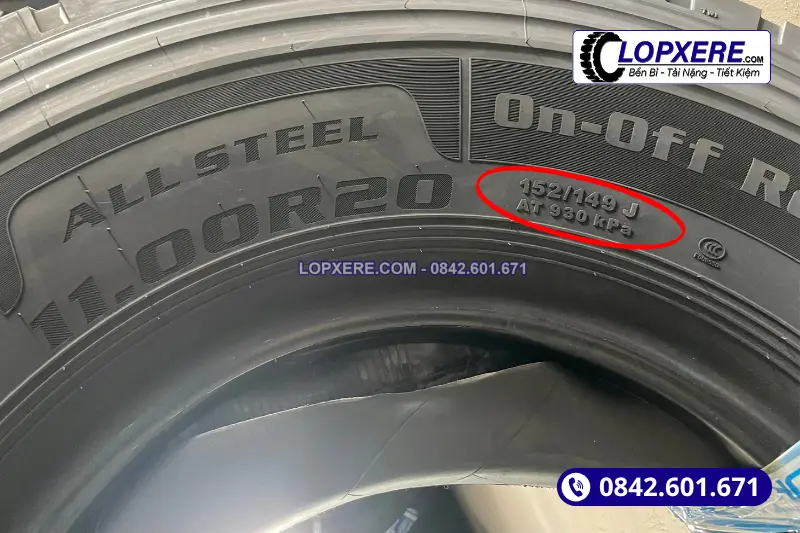 LOPXERE.COM
Bền Bỉ - Tải Nặng - Tiết Kiệm
ALL STEEL
11.00R20
On-Off
152/149 J
AT 930 kPa
CCC
LOPXERE.COM - 0842.601.671
0842.601.671